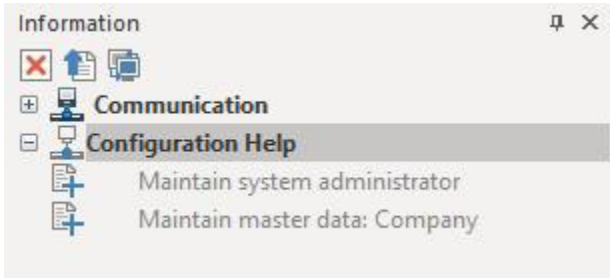 Information
Communication
Configuration Help
Maintain system administrator
Maintain master data: Company